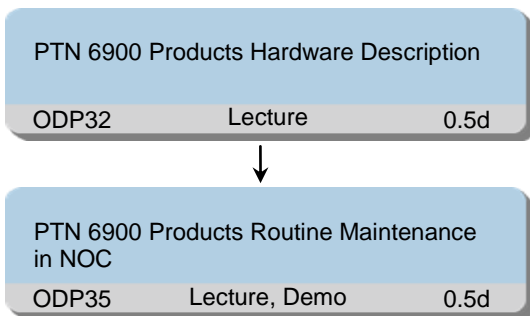 PTN 6900 Products Hardware Description
ODP32 Lecture 0.5d
PTN 6900 Products Routine Maintenance
in NOC
ODP35 Lecture, Demo 0.5d